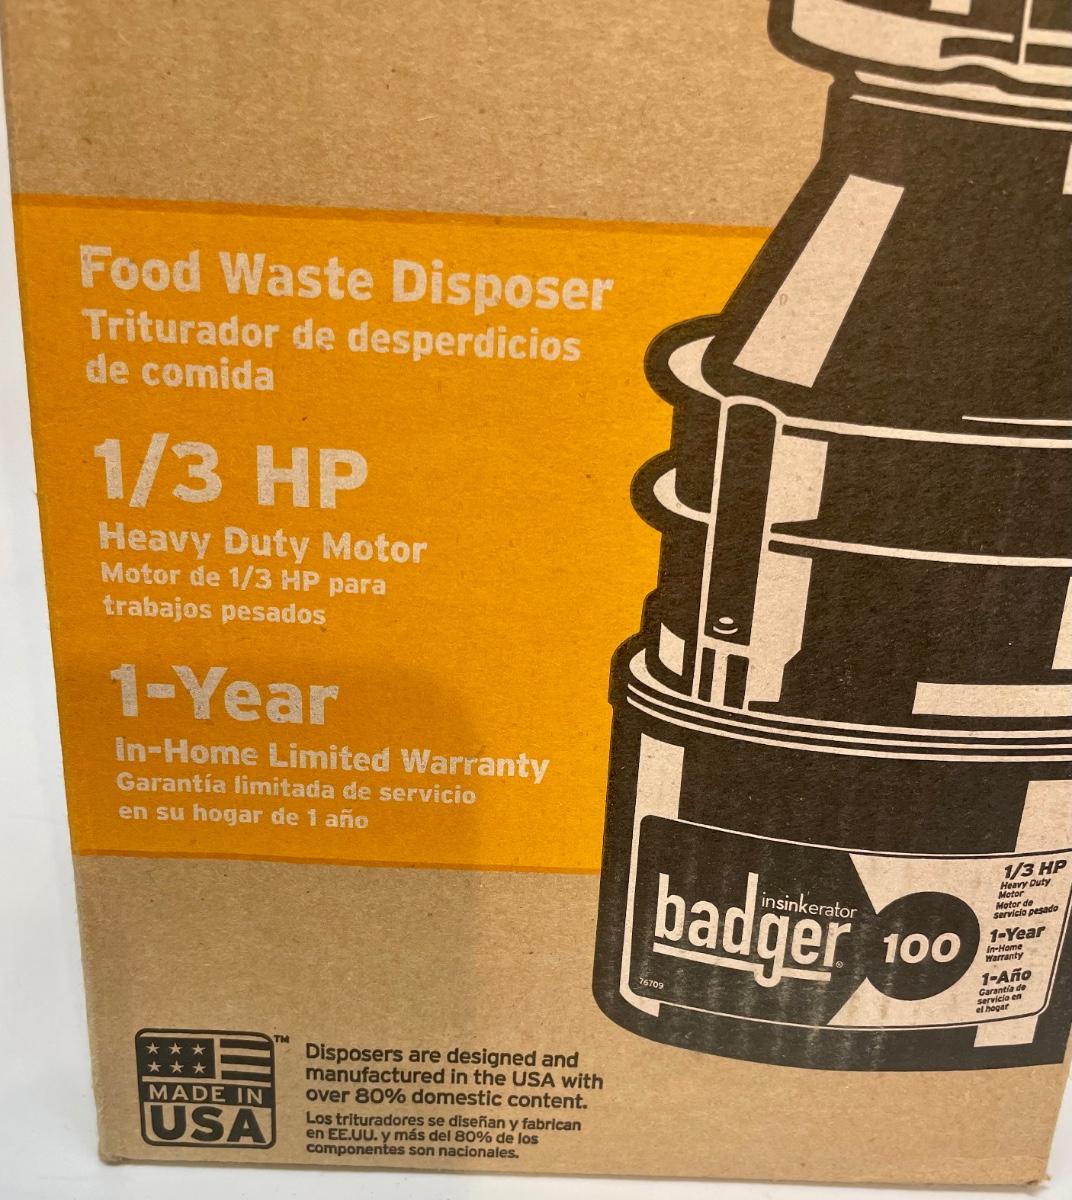 Food Waste Disposer
Triturador de desperdicios
de comida
1/3 HP
Heavy Duty Motor
Motor de 1/3 HP para
trabajos pesados
1-Year
In-Home Limited Warranty
Garantía limitada de servicio
en su hogar de 1 año
insinkerator
badger®
100
76709
1/3 HP
Heavy Duty
Motor
Motor de
servicio pesado
1-Year
In-Home
Warranty
1-Año
Garantía de
servicio en
el hogar
MADE IN
USA
™
Disposers are designed and
manufactured in the USA with
over 80% domestic content.
Los trituradores se diseñan y fabrican
en EE.UU. y más del 80% de los
componentes son nacionales.